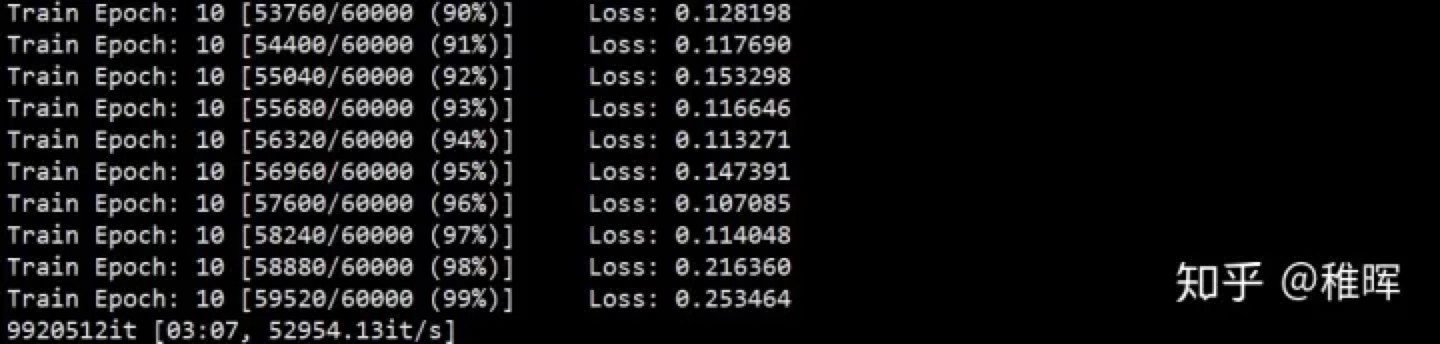 Train Epoch: 10 [53760/60000 (90%)]	Loss: 0.128198
Train Epoch: 10 [54400/60000 (91%)]	Loss: 0.117690
Train Epoch: 10 [55040/60000 (92%)]	Loss: 0.153298
Train Epoch: 10 [55680/60000 (93%)]	Loss: 0.116646
Train Epoch: 10 [56320/60000 (94%)]	Loss: 0.113271
Train Epoch: 10 [56960/60000 (95%)]	Loss: 0.147391
Train Epoch: 10 [57600/60000 (96%)]	Loss: 0.107085
Train Epoch: 10 [58240/60000 (97%)]	Loss: 0.114048
Train Epoch: 10 [58880/60000 (98%)]	Loss: 0.216360
Train Epoch: 10 [59520/60000 (99%)]	Loss: 0.253464
9920512it [03:07, 52954.13it/s]
知乎 @稚晖